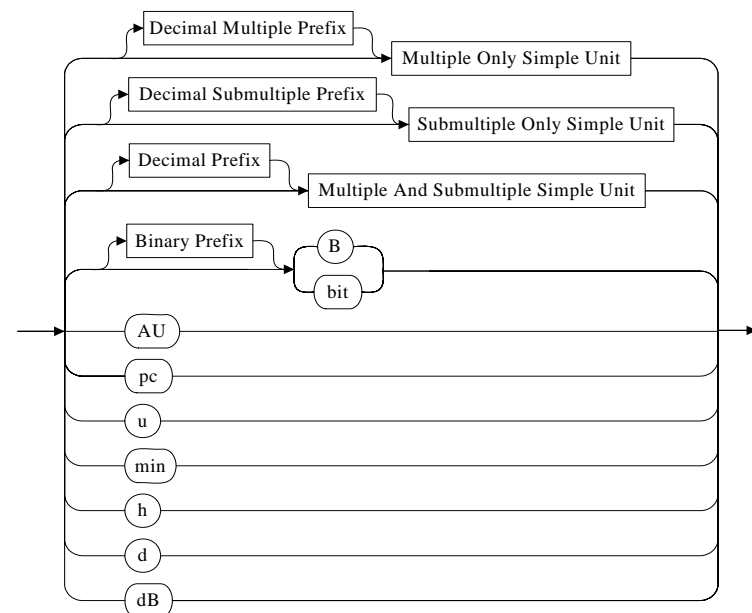 Decimal Multiple Prefix
Multiple Only Simple Unit
Decimal Submultiple Prefix
Submultiple Only Simple Unit
Decimal Prefix
Multiple And Submultiple Simple Unit
Binary Prefix
B
bit
AU
pc
u
min
h
d
dB